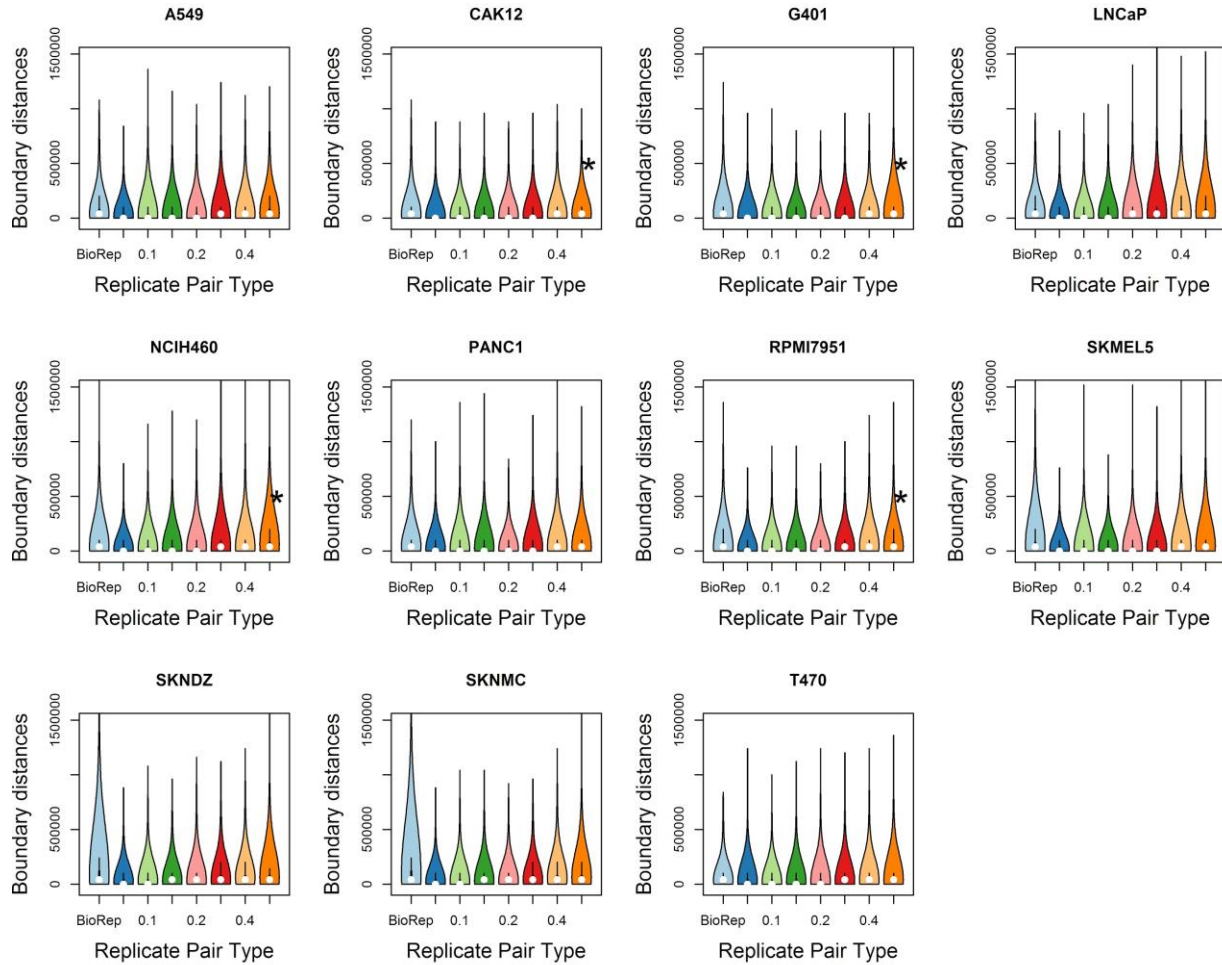 A549 CAK12 G401 LNCaP
Boundary distances
0 500000 1500000
BioRep 0.1 0.2 0.4
Replicate Pair Type
Boundary distances
0 500000 1500000
*
BioRep 0.1 0.2 0.4
Replicate Pair Type
Boundary distances
0 500000 1500000
*
BioRep 0.1 0.2 0.4
Replicate Pair Type
Boundary distances
0 500000 1500000
BioRep 0.1 0.2 0.4
Replicate Pair Type
NCIH460 PANC1 RPMI7951 SKMEL5
Boundary distances
0 500000 1500000
*
BioRep 0.1 0.2 0.4
Replicate Pair Type
Boundary distances
0 500000 1500000
BioRep 0.1 0.2 0.4
Replicate Pair Type
Boundary distances
0 500000 1500000
*
BioRep 0.1 0.2 0.4
Replicate Pair Type
Boundary distances
0 500000 1500000
BioRep 0.1 0.2 0.4
Replicate Pair Type
SKNDZ SKNMC T470
Boundary distances
0 500000 1500000
BioRep 0.1 0.2 0.4
Replicate Pair Type
Boundary distances
0 500000 1500000
BioRep 0.1 0.2 0.4
Replicate Pair Type
Boundary distances
0 500000 1500000
BioRep 0.1 0.2 0.4
Replicate Pair Type